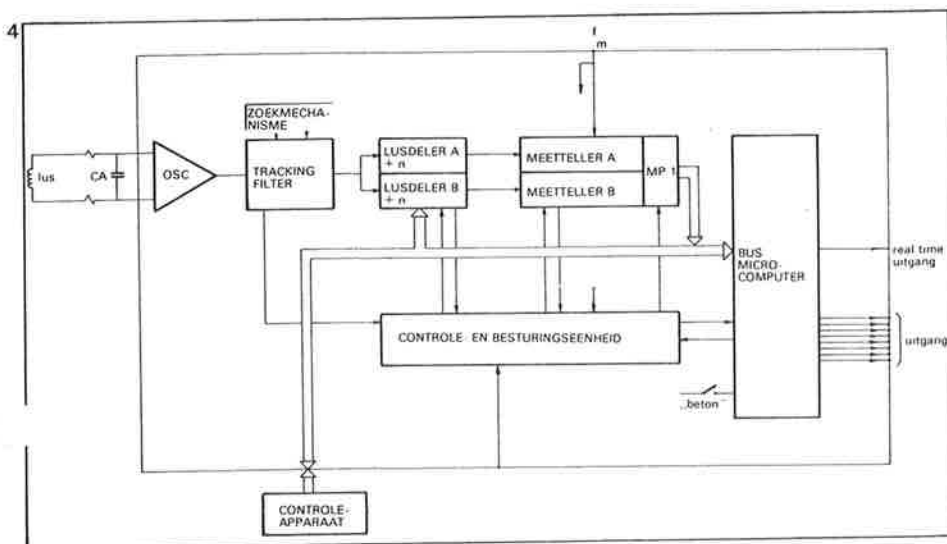 4
f
m
ZOEKMECHA-
NISME
lus
CA
OSC
TRACKING
FILTER
LUSDELER A
+ n
LUSDELER B
+ n
MEETTELLER A
MEETTELLER B
MP 1
BUS
MICRO-
COMPUTER
real time
uitgang
uitgang
CONTROLE- EN BESTURINGSEENHEID
„beton”
CONTROLE-
APPARAAT